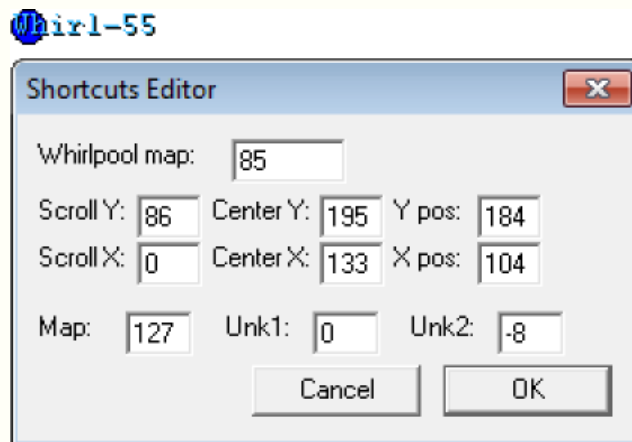 Whirl-55
Shortcuts Editor
Whirlpool map: 85
Scroll Y: 86 Center Y: 195 Y pos: 184
Scroll X: 0 Center X: 133 X pos: 104
Map: 127 Unk1: 0 Unk2: -8
Cancel OK